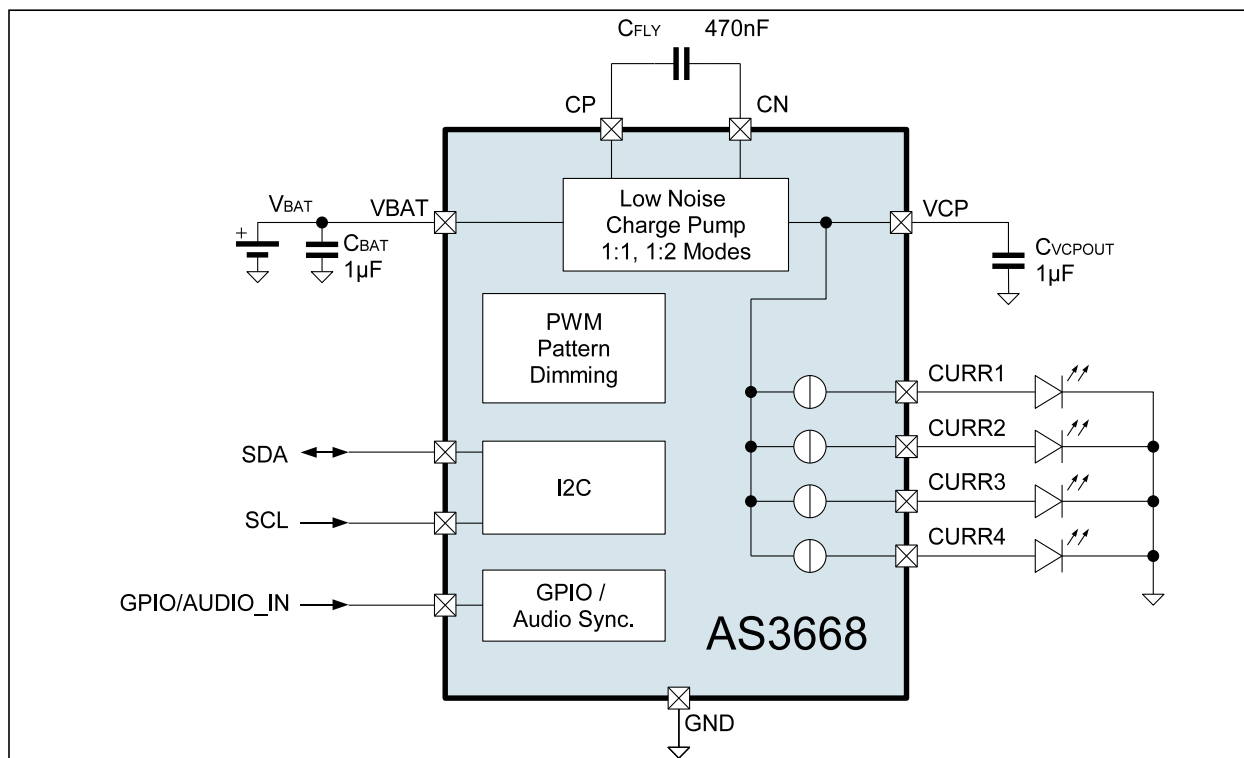 CFLY 470nF
CP
CN
VBAT
VBAT
+
CBAT
1µF
Low Noise
Charge Pump
1:1, 1:2 Modes
VCP
CVCPOUT
1µF
PWM
Pattern
Dimming
CURR1
CURR2
CURR3
CURR4
SDA
SCL
I2C
GPIO/AUDIO_IN
GPIO /
Audio Sync.
AS3668
GND